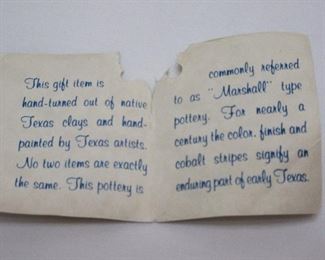 This gift item is
hand-turned out of native
Texas clays and hand-
painted by Texas artists.
No two items are exactly
the same. This pottery is
commonly referred
to as "Marshall" type
pottery. For nearly a
century the color, finish and
cobalt stripes signify an
enduring part of early Texas.